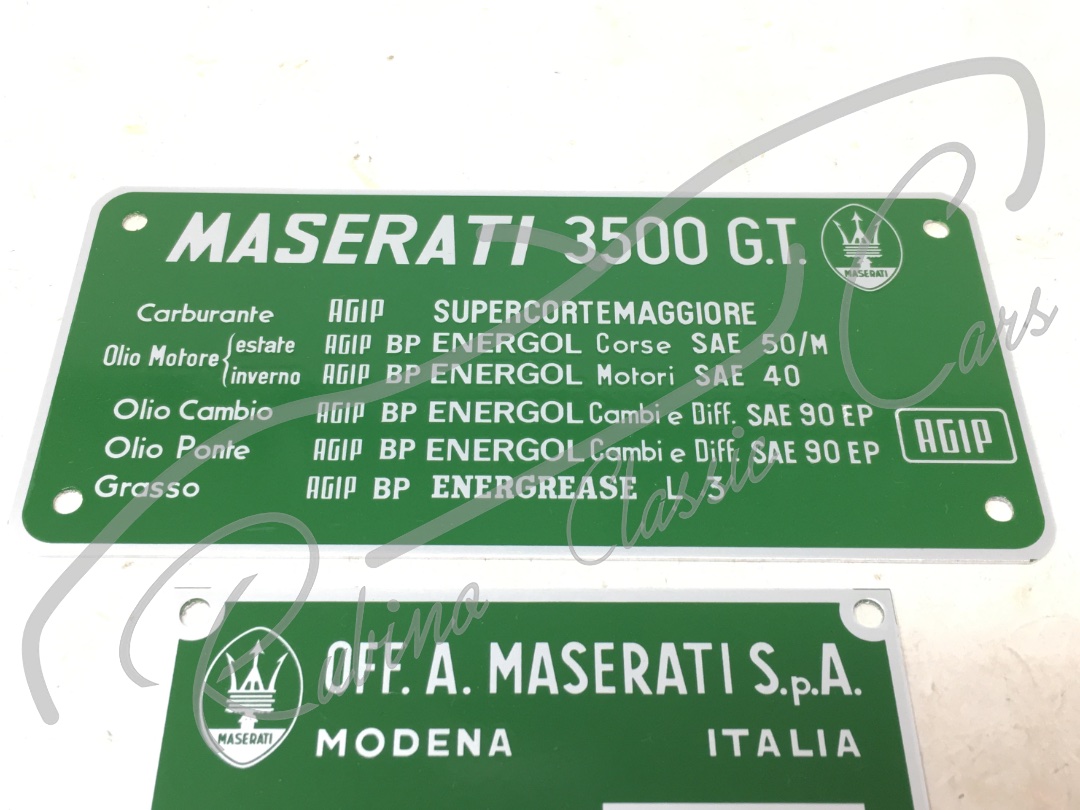 MASERATI 3500 G.T.
MASERATI
Carburante AGIP SUPERCORTEMAGGIORE
Olio Motore { estate AGIP BP ENERGOL Corse SAE 50/M
inverno AGIP BP ENERGOL Motori SAE 40
Olio Cambio AGIP BP ENERGOL Cambi e Diff. SAE 90 EP
Olio Ponte AGIP BP ENERGOL Cambi e Diff. SAE 90 EP
AGIP
Grasso AGIP BP ENERGREASE L 3
Rubino Classic Cars
OFF. A. MASERATI S.p.A.
MASERATI
MODENA ITALIA